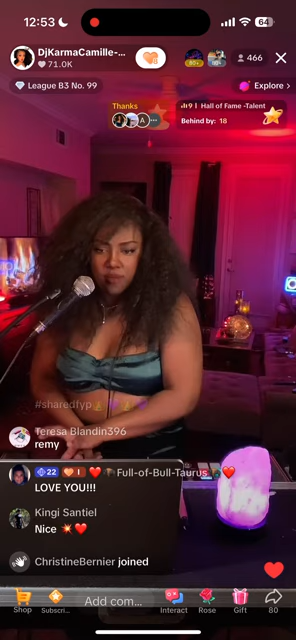 12:53
64
DjKarmaCamille-...
71.0K
466
League B3 No. 99
Explore >
Thanks
A
Hall of Fame -Talent
Behind by: 18
#sharedfyp
Teresa Blandin396
remy
22 I Full-of-Bull-Taurus
LOVE YOU!!!
Kingi Santiel
Nice 💥❤️
ChristineBernier joined
Shop
Subscri...
Add com...
Interact
Rose
Gift
80